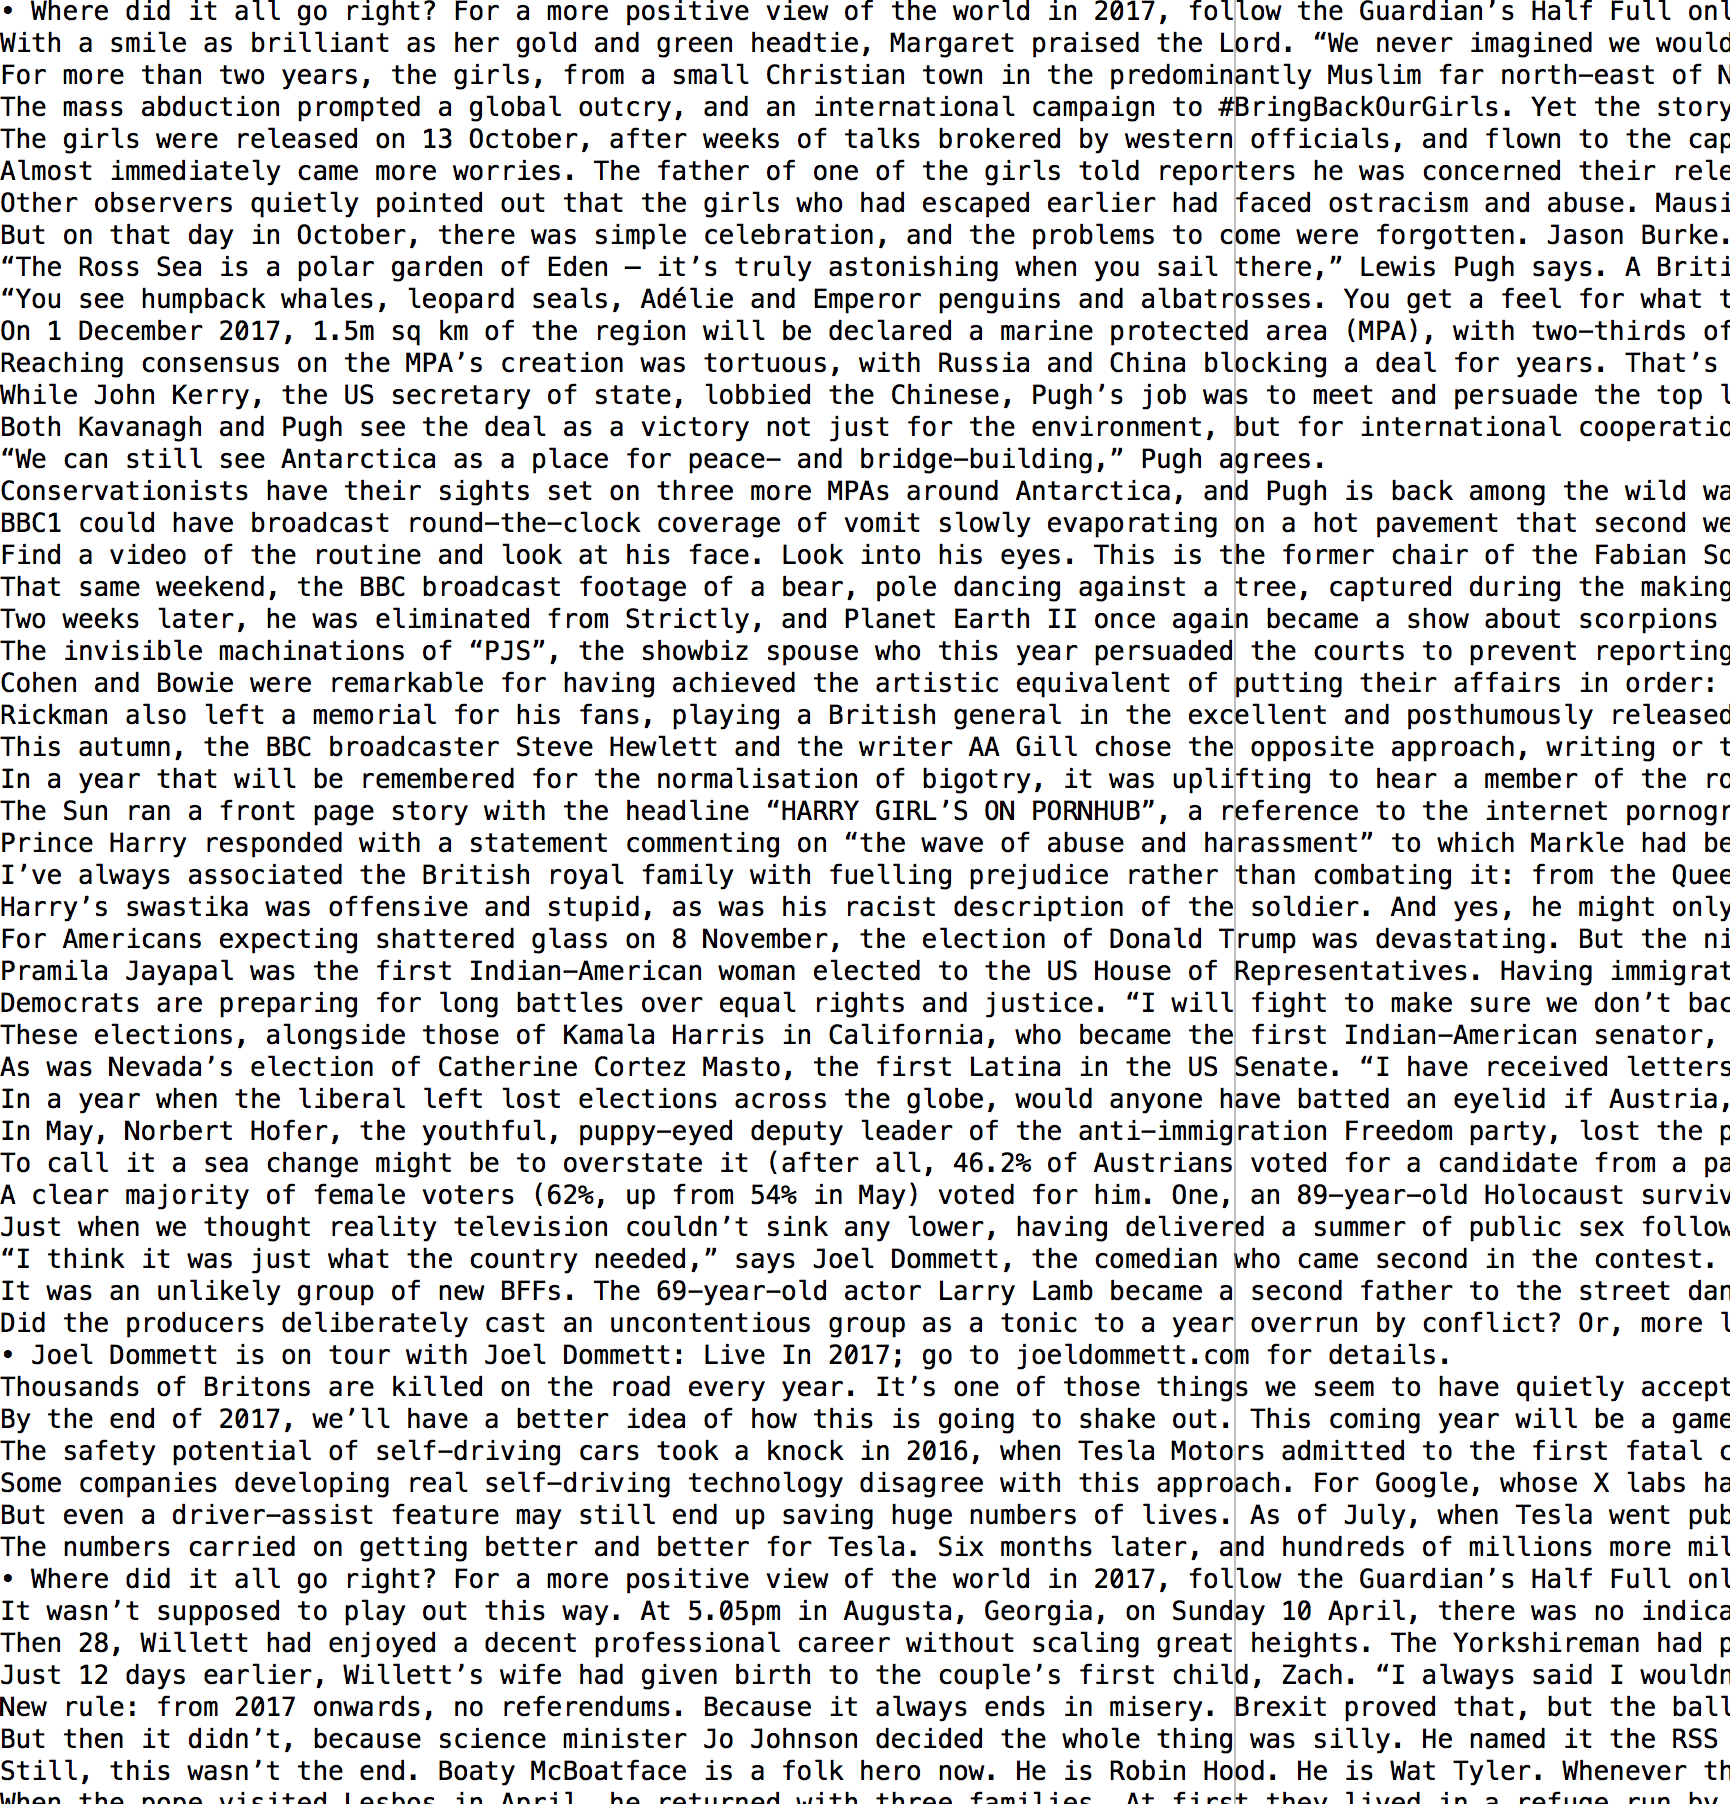 • Where did it all go right? For a more positive view of the world in 2017, follow the Guardian’s Half Full onl
With a smile as brilliant as her gold and green headtie, Margaret praised the Lord. “We never imagined we would
For more than two years, the girls, from a small Christian town in the predominantly Muslim far north-east of N
The mass abduction prompted a global outcry, and an international campaign to #BringBackOurGirls. Yet the story
The girls were released on 13 October, after weeks of talks brokered by western officials, and flown to the cap
Almost immediately came more worries. The father of one of the girls told reporters he was concerned their rele
Other observers quietly pointed out that the girls who had escaped earlier had faced ostracism and abuse. Mausi
But on that day in October, there was simple celebration, and the problems to come were forgotten. Jason Burke.
“The Ross Sea is a polar garden of Eden – it’s truly astonishing when you sail there,” Lewis Pugh says. A Briti
“You see humpback whales, leopard seals, Adélie and Emperor penguins and albatrosses. You get a feel for what t
On 1 December 2017, 1.5m sq km of the region will be declared a marine protected area (MPA), with two-thirds of
Reaching consensus on the MPA’s creation was tortuous, with Russia and China blocking a deal for years. That’s
While John Kerry, the US secretary of state, lobbied the Chinese, Pugh’s job was to meet and persuade the top l
Both Kavanagh and Pugh see the deal as a victory not just for the environment, but for international cooperatio
“We can still see Antarctica as a place for peace- and bridge-building,” Pugh agrees.
Conservationists have their sights set on three more MPAs around Antarctica, and Pugh is back among the wild wa
BBC1 could have broadcast round-the-clock coverage of vomit slowly evaporating on a hot pavement that second we
Find a video of the routine and look at his face. Look into his eyes. This is the former chair of the Fabian So
That same weekend, the BBC broadcast footage of a bear, pole dancing against a tree, captured during the making
Two weeks later, he was eliminated from Strictly, and Planet Earth II once again became a show about scorpions
The invisible machinations of “PJS”, the showbiz spouse who this year persuaded the courts to prevent reporting
Cohen and Bowie were remarkable for having achieved the artistic equivalent of putting their affairs in order:
Rickman also left a memorial for his fans, playing a British general in the excellent and posthumously released
This autumn, the BBC broadcaster Steve Hewlett and the writer AA Gill chose the opposite approach, writing or t
In a year that will be remembered for the normalisation of bigotry, it was uplifting to hear a member of the ro
The Sun ran a front page story with the headline “HARRY GIRL’S ON PORNHUB”, a reference to the internet pornogr
Prince Harry responded with a statement commenting on “the wave of abuse and harassment” to which Markle had be
I’ve always associated the British royal family with fuelling prejudice rather than combating it: from the Quee
Harry’s swastika was offensive and stupid, as was his racist description of the soldier. And yes, he might only
For Americans expecting shattered glass on 8 November, the election of Donald Trump was devastating. But the ni
Pramila Jayapal was the first Indian-American woman elected to the US House of Representatives. Having immigrat
Democrats are preparing for long battles over equal rights and justice. “I will fight to make sure we don’t bac
These elections, alongside those of Kamala Harris in California, who became the first Indian-American senator,
As was Nevada’s election of Catherine Cortez Masto, the first Latina in the US Senate. “I have received letters
In a year when the liberal left lost elections across the globe, would anyone have batted an eyelid if Austria,
In May, Norbert Hofer, the youthful, puppy-eyed deputy leader of the anti-immigration Freedom party, lost the p
To call it a sea change might be to overstate it (after all, 46.2% of Austrians voted for a candidate from a pa
A clear majority of female voters (62%, up from 54% in May) voted for him. One, an 89-year-old Holocaust surviv
Just when we thought reality television couldn’t sink any lower, having delivered a summer of public sex follow
“I think it was just what the country needed,” says Joel Dommett, the comedian who came second in the contest.
It was an unlikely group of new BFFs. The 69-year-old actor Larry Lamb became a second father to the street dan
Did the producers deliberately cast an uncontentious group as a tonic to a year overrun by conflict? Or, more l
• Joel Dommett is on tour with Joel Dommett: Live In 2017; go to joeldommett.com for details.
Thousands of Britons are killed on the road every year. It’s one of those things we seem to have quietly accept
By the end of 2017, we’ll have a better idea of how this is going to shake out. This coming year will be a game
The safety potential of self-driving cars took a knock in 2016, when Tesla Motors admitted to the first fatal c
Some companies developing real self-driving technology disagree with this approach. For Google, whose X labs ha
But even a driver-assist feature may still end up saving huge numbers of lives. As of July, when Tesla went pub
The numbers carried on getting better and better for Tesla. Six months later, and hundreds of millions more mil
• Where did it all go right? For a more positive view of the world in 2017, follow the Guardian’s Half Full onl
It wasn’t supposed to play out this way. At 5.05pm in Augusta, Georgia, on Sunday 10 April, there was no indica
Then 28, Willett had enjoyed a decent professional career without scaling great heights. The Yorkshireman had p
Just 12 days earlier, Willett’s wife had given birth to the couple’s first child, Zach. “I always said I wouldn
New rule: from 2017 onwards, no referendums. Because it always ends in misery. Brexit proved that, but the ball
But then it didn’t, because science minister Jo Johnson decided the whole thing was silly. He named it the RSS
Still, this wasn’t the end. Boaty McBoatface is a folk hero now. He is Robin Hood. He is Wat Tyler. Whenever th
When the pope visited Lesbos in April, he returned with three families. At first they lived in a refuge run by